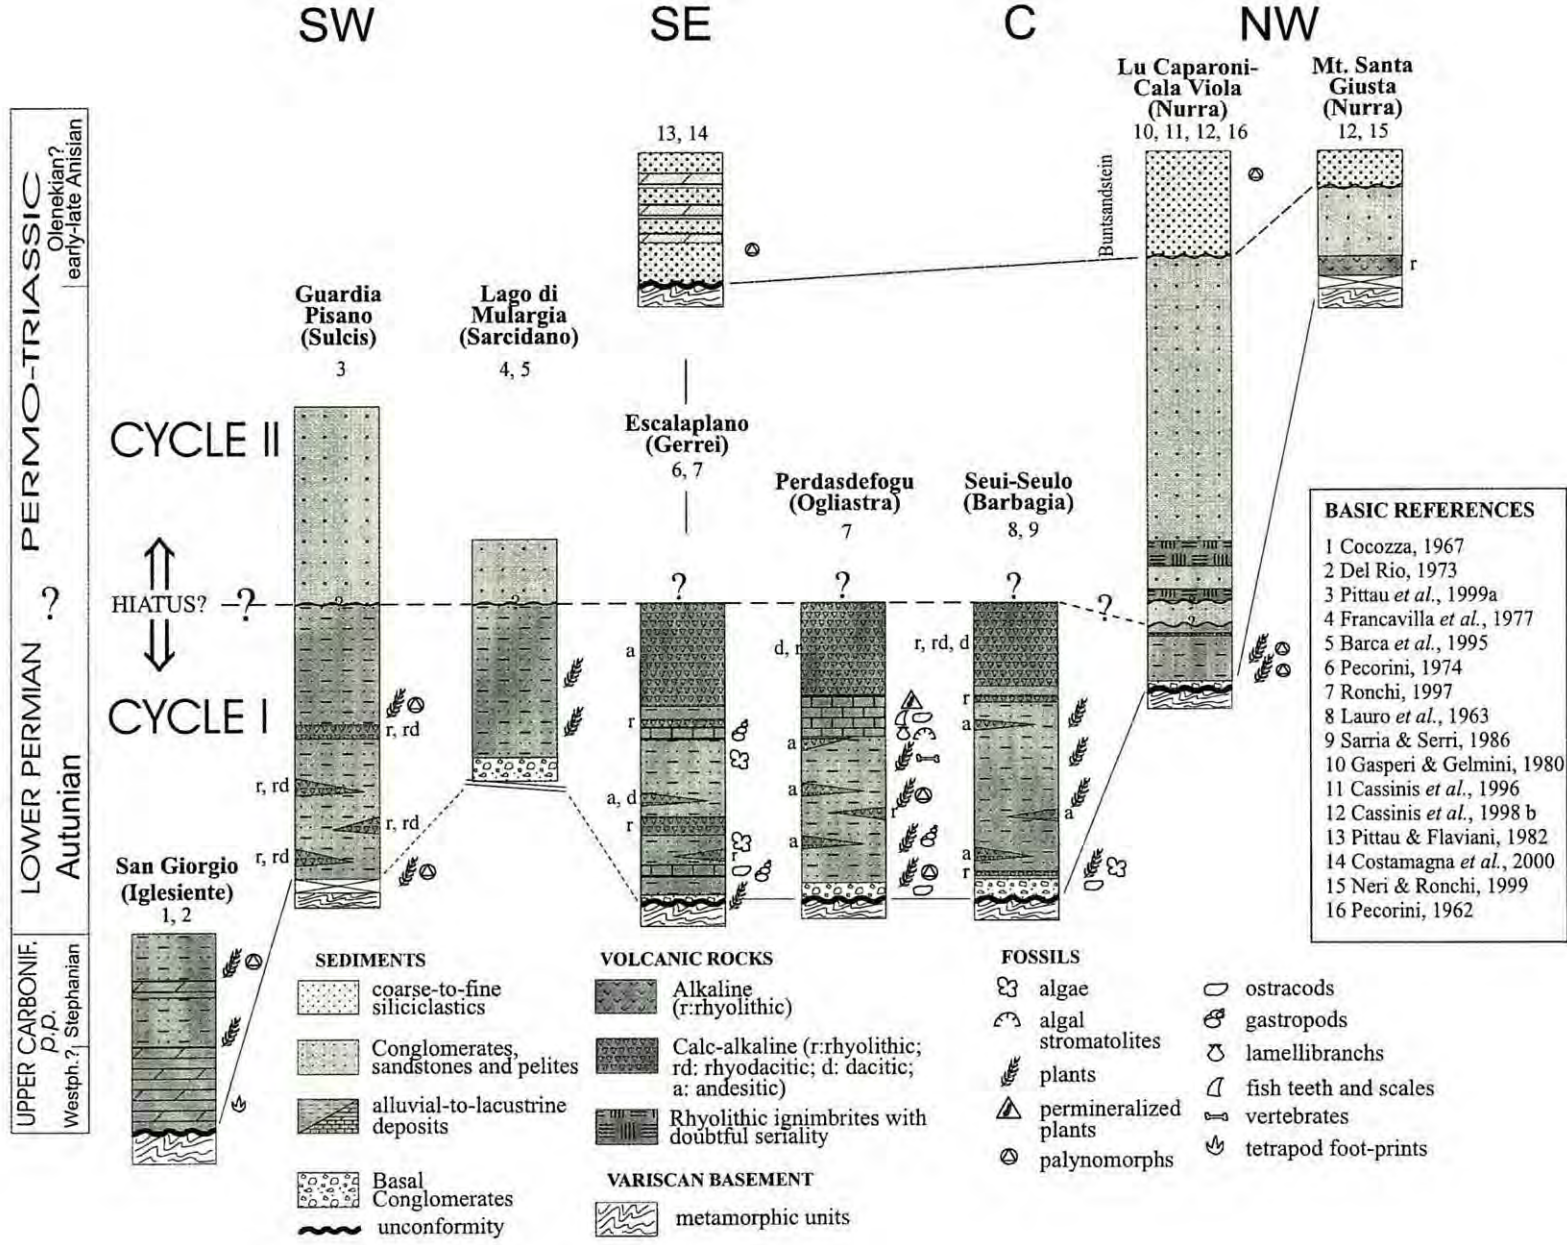 SW
SE
C
NW
Lu Caparoni-
Cala Viola
(Nurra)
10, 11, 12, 16
Mt. Santa
Giusta
(Nurra)
12, 15
13, 14
PERMO-TRIASSIC
Olenekian?
early-late Anisian
Buntsandstein
r
Guardia
Pisano
(Sulcis)
3
Lago di
Mulargia
(Sarcidano)
4, 5
Escalaplano
(Gerrei)
6, 7
Perdasdefogu
(Ogliastra)
7
Seui-Seulo
(Barbagia)
8, 9
CYCLE II
HIATUS?
?
?
?
?
?
?
?
?
?
?
CYCLE I
LOWER PERMIAN
Autunian
r, rd
r, rd
r, rd
r, rd
a
r
a, d
r
r
d, r
a
a
r
a
r, rd, d
r
a
a
a
r
San Giorgio
(Iglesiente)
1, 2
UPPER CARBONIF.
p.p.
Westph.?
Stephanian
BASIC REFERENCES
1 Cocozza, 1967
2 Del Rio, 1973
3 Pittau et al., 1999a
4 Francavilla et al., 1977
5 Barca et al., 1995
6 Pecorini, 1974
7 Ronchi, 1997
8 Lauro et al., 1963
9 Sarria & Serri, 1986
10 Gasperi & Gelmini, 1980
11 Cassinis et al., 1996
12 Cassinis et al., 1998 b
13 Pittau & Flaviani, 1982
14 Costamagna et al., 2000
15 Neri & Ronchi, 1999
16 Pecorini, 1962
SEDIMENTS
coarse-to-fine
siliciclastics
Conglomerates,
sandstones and pelites
alluvial-to-lacustrine
deposits
Basal
Conglomerates
unconformity
VOLCANIC ROCKS
Alkaline
(r:rhyolithic)
Calc-alkaline (r:rhyolithic;
rd: rhyodacitic; d: dacitic;
a: andesitic)
Rhyolithic ignimbrites with
doubtful seriality
VARISCAN BASEMENT
metamorphic units
FOSSILS
algae
algal
stromatolites
plants
permineralized
plants
palynomorphs
ostracods
gastropods
lamellibranchs
fish teeth and scales
vertebrates
tetrapod foot-prints